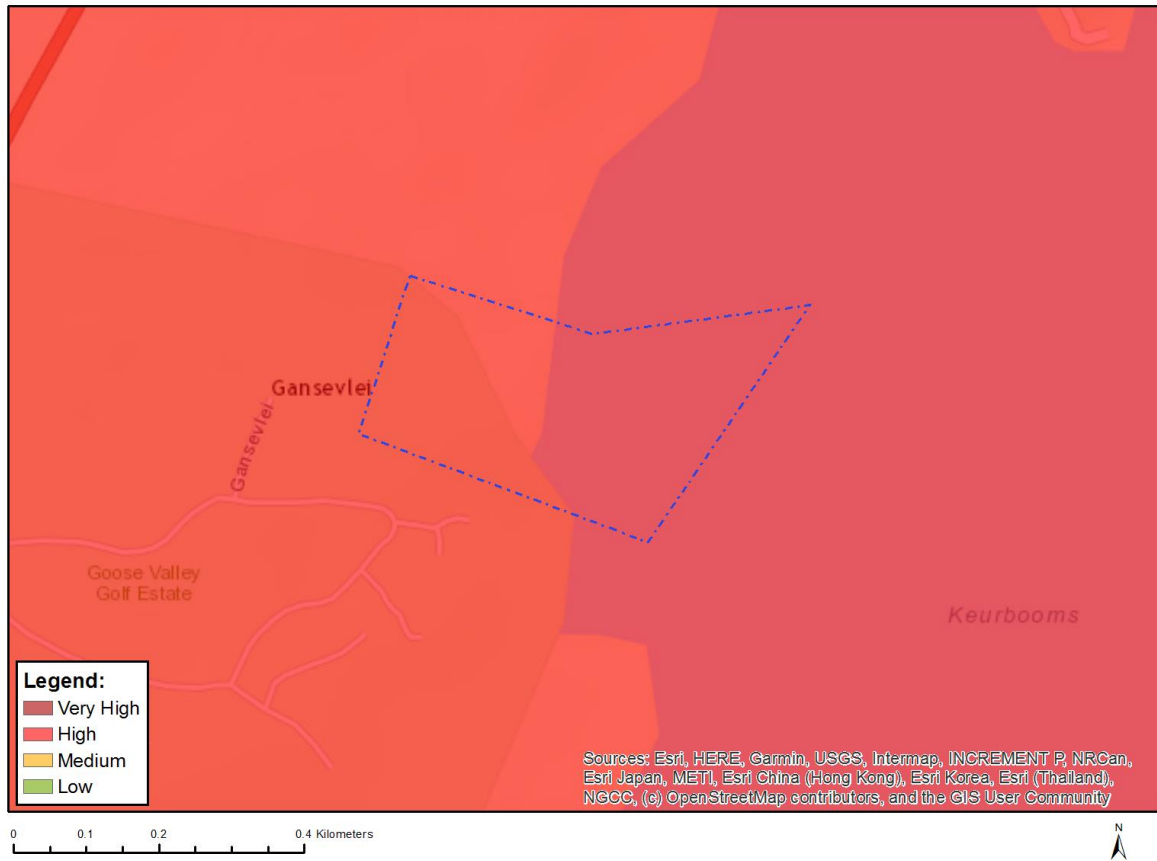 Gansevlei
Gansevlei
Goose Valley
Golf Estate
Keurbooms
Legend:
Very High
High
Medium
Low
Sources: Esri, HERE, Garmin, USGS, Intermap, INCREMENT P, NRCan,
Esri Japan, METI, Esri China (Hong Kong), Esri Korea, Esri (Thailand),
NGCC, (c) OpenStreetMap contributors, and the GIS User Community
0 0.1 0.2 0.4 Kilometers
N